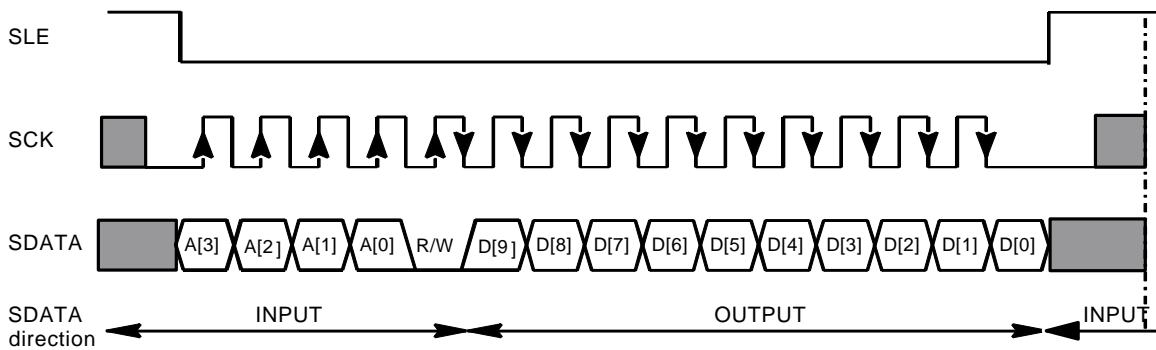 SLE
SCK
SDATA A[3] A[2] A[1] A[0] R/W D[9] D[8] D[7] D[6] D[5] D[4] D[3] D[2] D[1] D[0]
SDATA direction INPUT OUTPUT INPUT